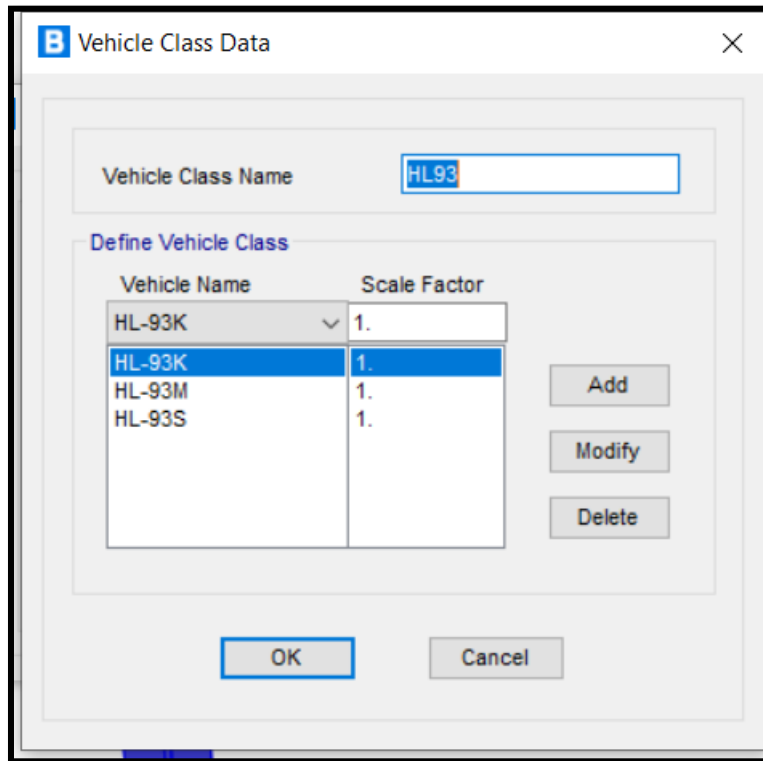 B Vehicle Class Data
Vehicle Class Name HL93
Define Vehicle Class
Vehicle Name Scale Factor
HL-93K 1.
HL-93K 1.
HL-93M 1.
HL-93S 1.
Add
Modify
Delete
OK Cancel